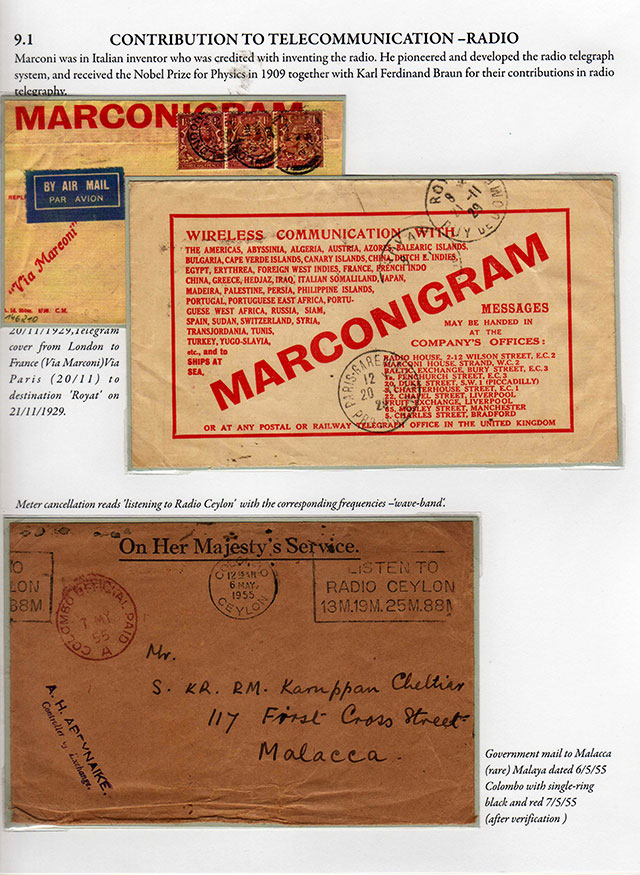 9.1 CONTRIBUTION TO TELECOMMUNICATION –RADIO
Marconi was in Italian inventor who was credited with inventing the radio. He pioneered and developed the radio telegraph
system, and received the Nobel Prize for Physics in 1909 together with Karl Ferdinand Braun for their contributions in radio
telegraphy.
MARCONIGRAM
BY AIR MAIL
PAR AVION
"Via Marconi"
20/11/1929,Telegram
cover from London to
France (Via Marconi)Via
Paris (20/11) to
destination 'Royat' on
21/11/1929.
WIRELESS COMMUNICATION WITH
THE AMERICAS, ABYSSINIA, ALGERIA, AUSTRIA, AZORES, BALEARIC ISLANDS,
BULGARIA, CAPE VERDE ISLANDS, CANARY ISLANDS, CHINA, DUTCH E. INDIES,
EGYPT, ERYTHREA, FOREIGN WEST INDIES, FRANCE, FRENCH INDO
CHINA, GREECE, HEDJAZ, IRAQ, ITALIAN SOMALILAND, JAPAN,
MADEIRA, PALESTINE, PERSIA, PHILIPPINE ISLANDS,
PORTUGAL, PORTUGUESE EAST AFRICA, PORTU-
GUESE WEST AFRICA, RUSSIA, SIAM,
SPAIN, SUDAN, SWITZERLAND, SYRIA,
TRANSJORDANIA, TUNIS,
TURKEY, YUGO-SLAVIA,
etc., and to
SHIPS AT
SEA.
MARCONIGRAM
MESSAGES
MAY BE HANDED IN
AT THE
COMPANY'S OFFICES:
RADIO HOUSE, 2-12 WILSON STREET, E.C. 2
MARCONI HOUSE, STRAND, W.C. 2
BALTIC EXCHANGE, BURY STREET, E.C. 3
FENCHURCH STREET, E.C. 3
20, DUKE STREET, S.W. 1 (PICCADILLY)
CHARTERHOUSE STREET, E.C. 1
22, CHAPEL STREET, LIVERPOOL
FRUIT EXCHANGE, LIVERPOOL
65, MOSLEY STREET, MANCHESTER
CHARLES STREET, BRADFORD
OR AT ANY POSTAL OR RAILWAY TELEGRAPH OFFICE IN THE UNITED KINGDOM
PARIS-GARE
12
20
Meter cancellation reads 'listening to Radio Ceylon' with the corresponding frequencies –'wave-band'.
On Her Majesty's Service.
COLOMBO OFFICIAL PAID
7 MY
55
A
6 MAY.
1955
CEYLON
LISTEN TO
RADIO CEYLON
13M.19M.25M.88M
Mr.
S. KR. RM. Karuppan Chettiar
117 First Cross Street
Malacca.
Controller of Exchange.
Government mail to Malacca
(rare) Malaya dated 6/5/55
Colombo with single-ring
black and red 7/5/55
(after verification )